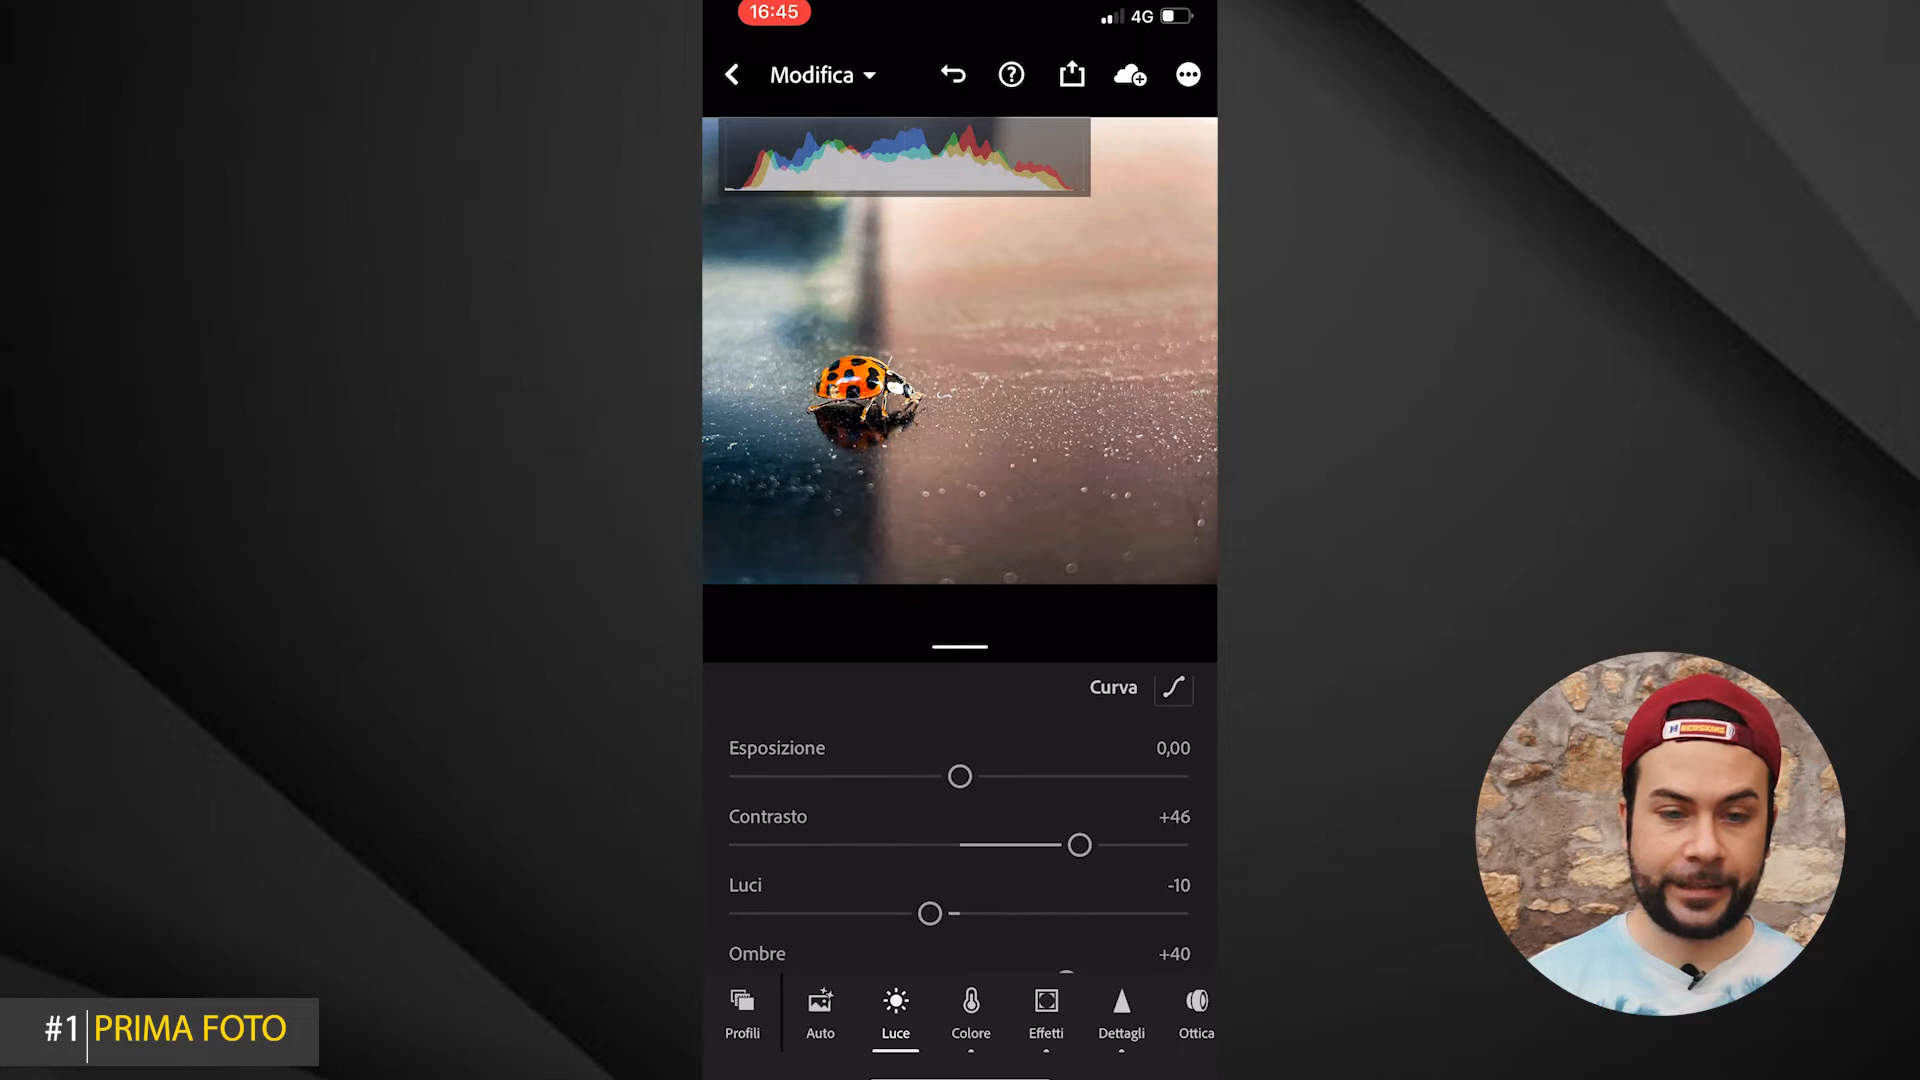 16:45
4G
Modifica
Curva
Esposizione 0,00
Contrasto +46
Luci -10
Ombre +40
Profili Auto Luce Colore Effetti Dettagli Ottica
#1 PRIMA FOTO
REDSKINS